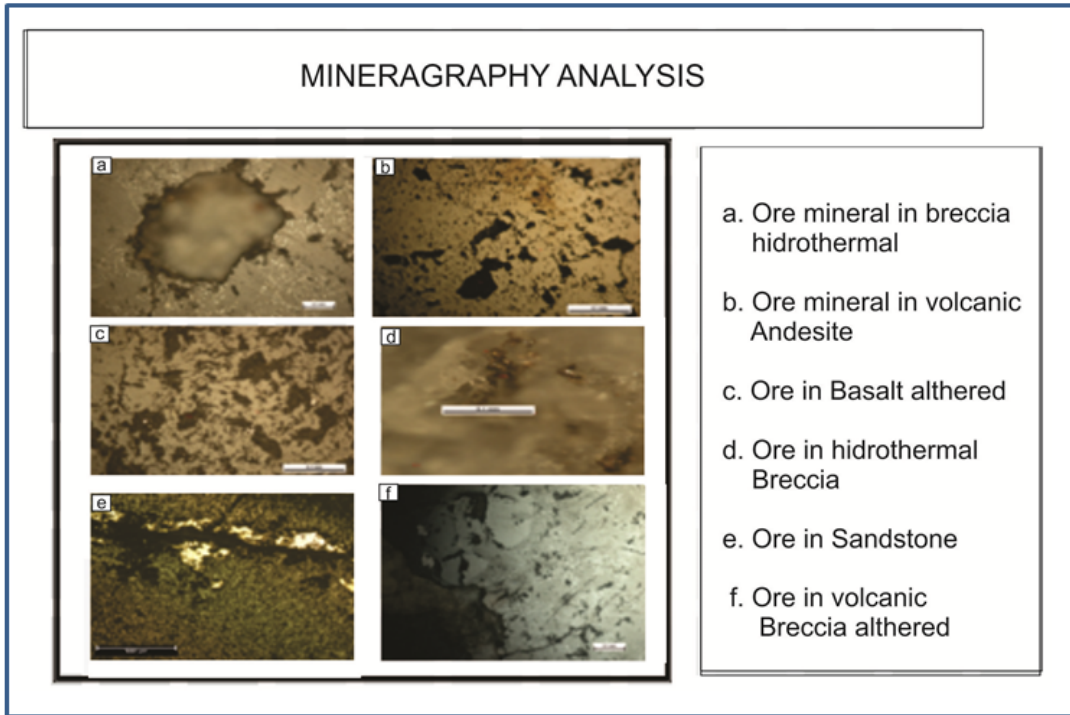 MINERAGRAPHY ANALYSIS
a
b
c
d
e
f
a. Ore mineral in breccia
hidrothermal
b. Ore mineral in volcanic
Andesite
c. Ore in Basalt althered
d. Ore in hidrothermal
Breccia
e. Ore in Sandstone
f. Ore in volcanic
Breccia althered